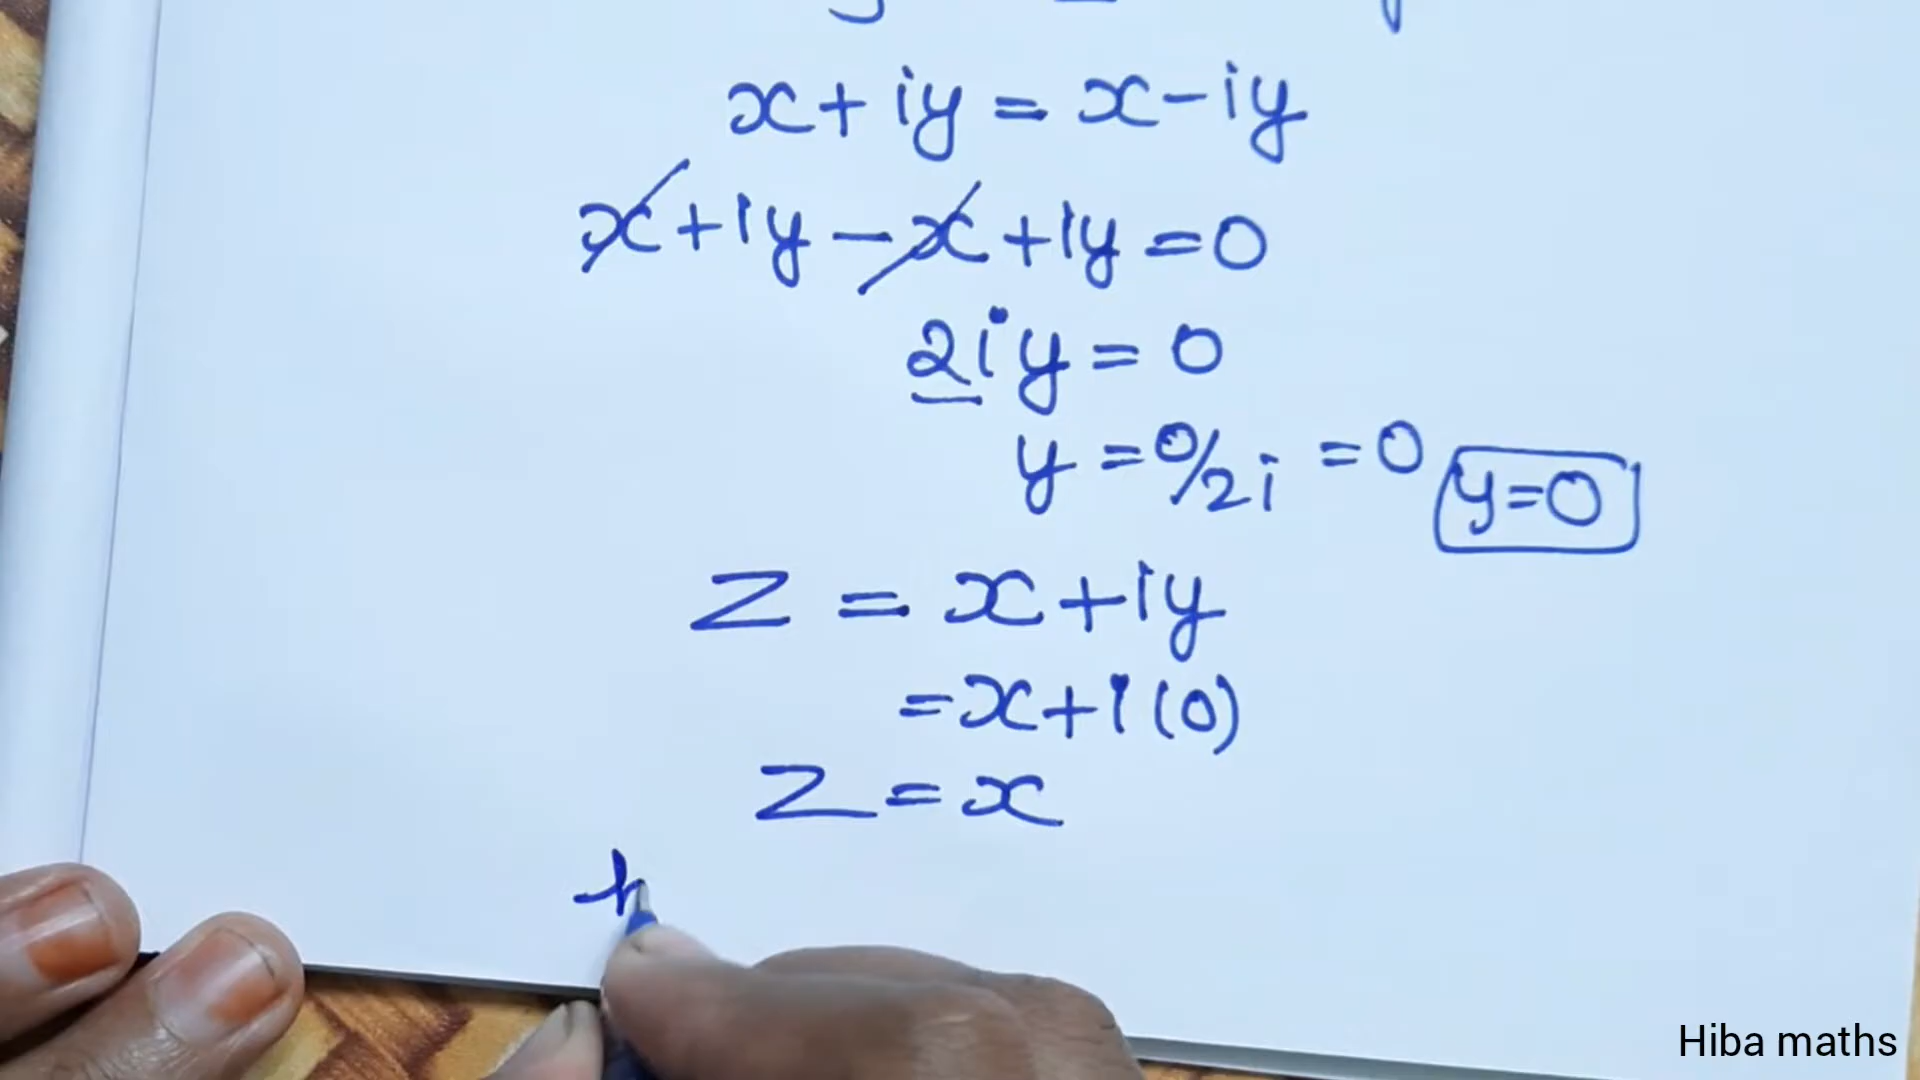 x + iy = x - iy
x + iy - x + iy = 0
2iy = 0
y = 0/2i = 0 y=0
Z = x + iy
= x + i(0)
Z = x
Hiba maths